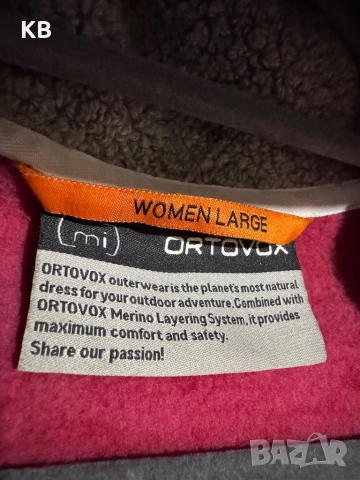 KB
WOMEN LARGE
(mi) ORTOVOX
ORTOVOX outerwear is the planet's most natural
dress for your outdoor adventure. Combined with
ORTOVOX Merino Layering System, it provides
maximum comfort and safety.
Share our passion!
BAZAR
bg